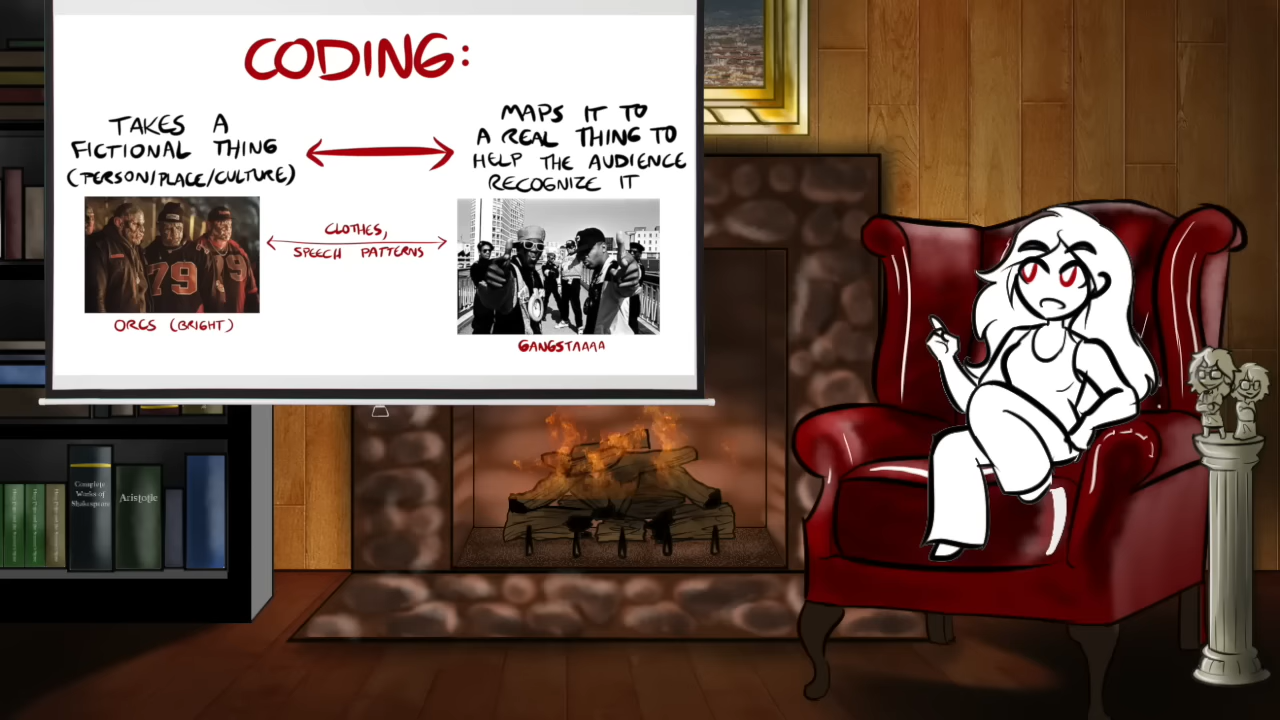 CODING:
TAKES A
FICTIONAL THING
(PERSON/PLACE/CULTURE)
MAPS IT TO
A REAL THING TO
HELP THE AUDIENCE
RECOGNIZE IT
79
9
CLOTHES,
SPEECH PATTERNS
ORCS (BRIGHT)
GANGSTAAAA
Complete
Works of
Shakespeare
Aristotle